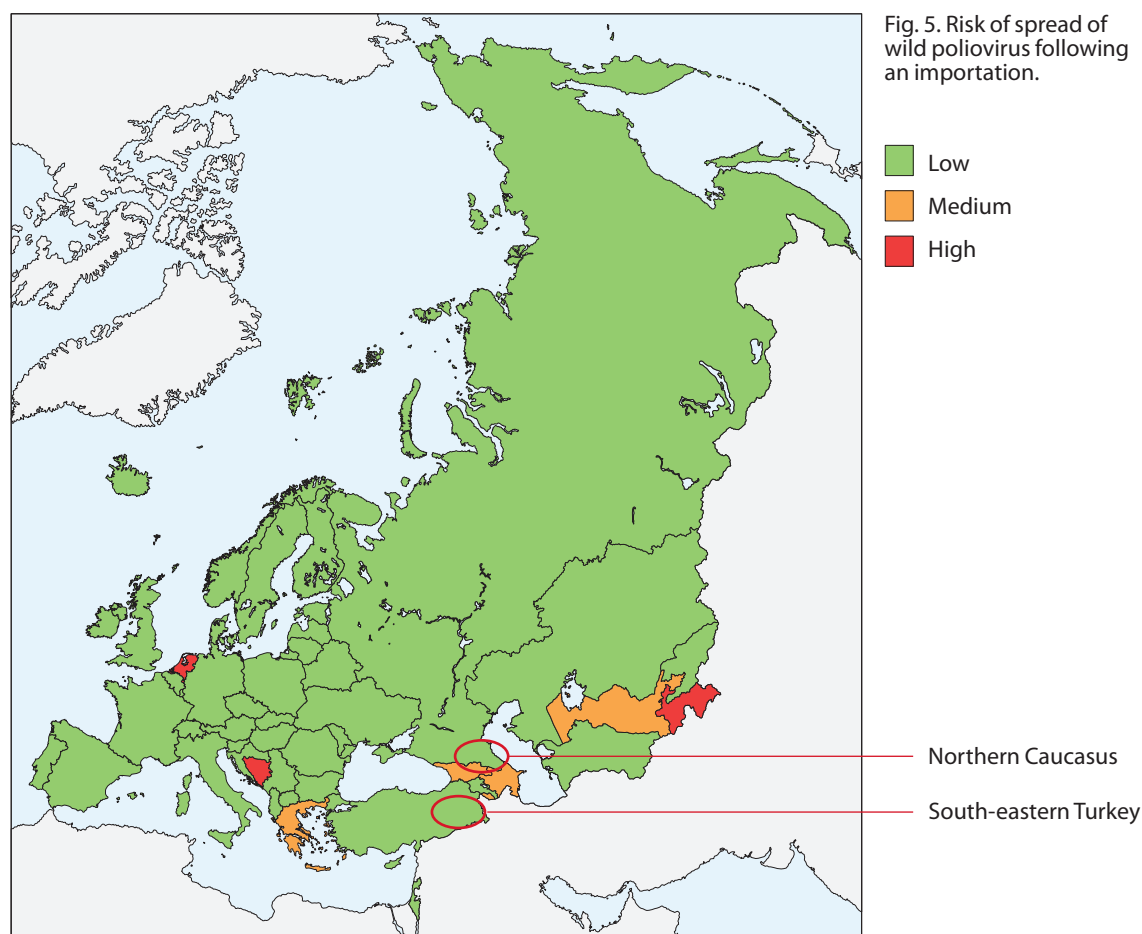 Fig. 5. Risk of spread of
wild poliovirus following
an importation.
Low
Medium
High
Northern Caucasus
South-eastern Turkey